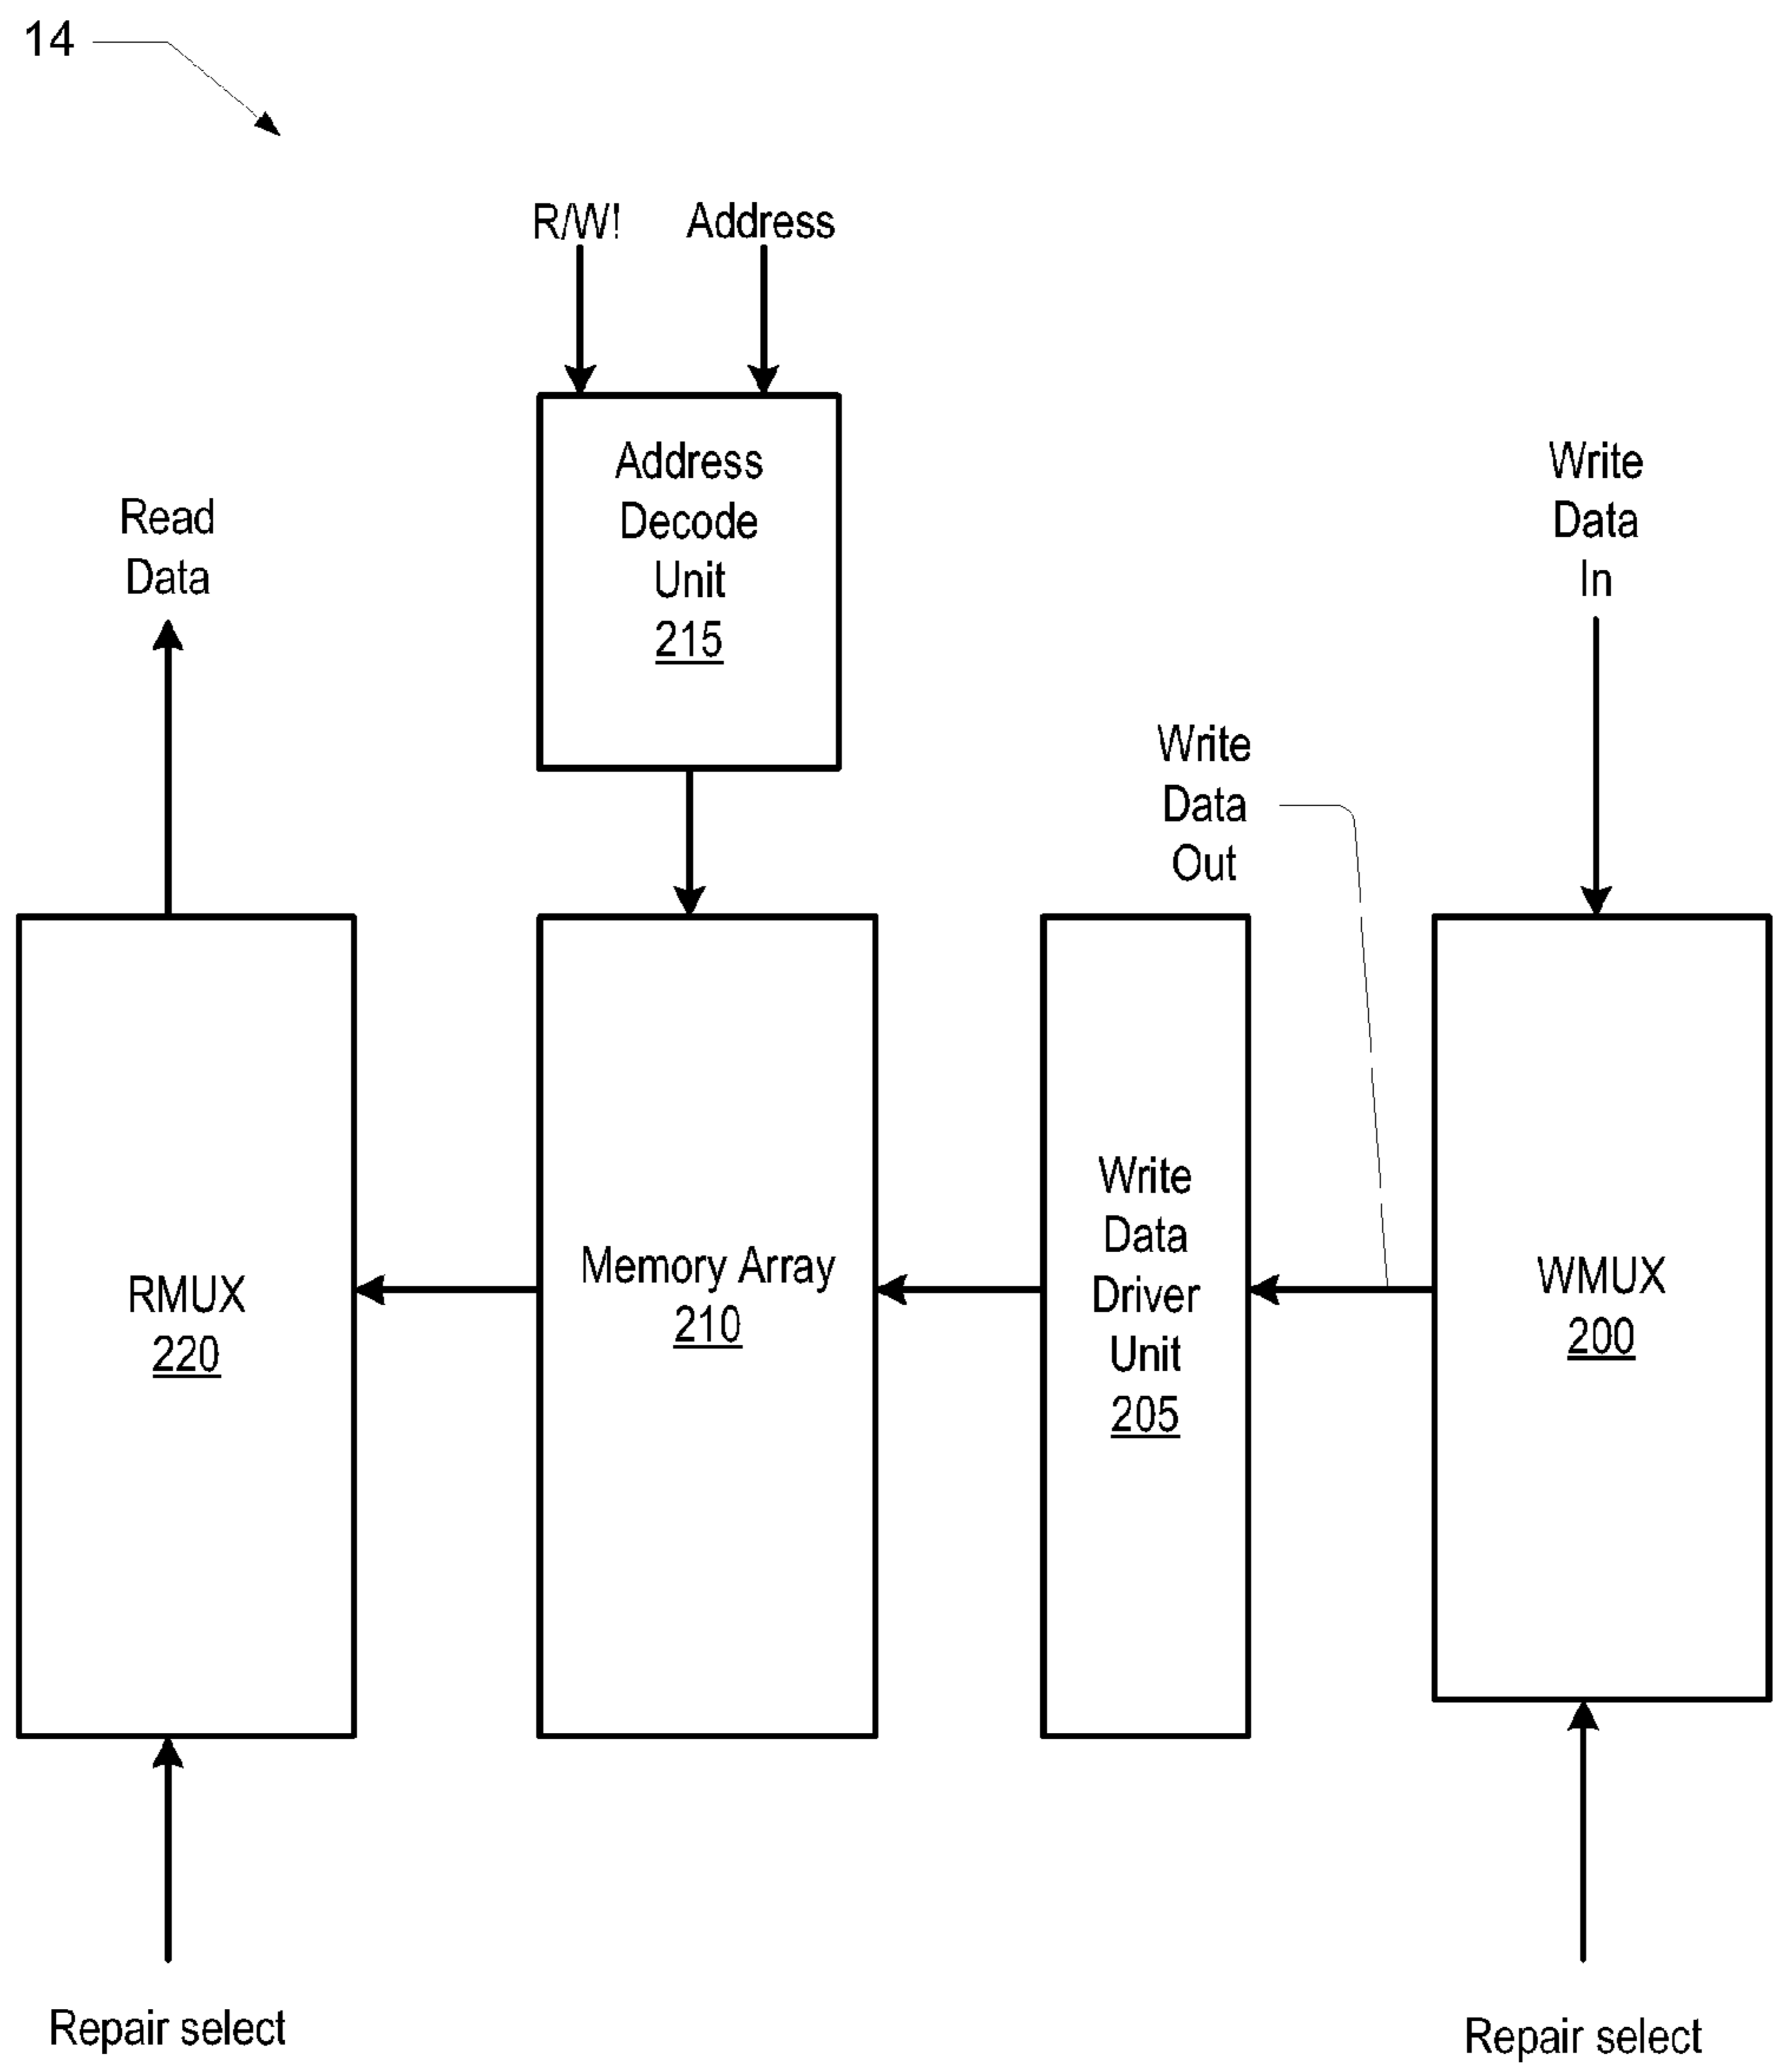 14
R/W!
Address
Address
Decode
Unit
215
Read
Data
Write
Data
In
Write
Data
Out
RMUX
220
Memory Array
210
Write
Data
Driver
Unit
205
WMUX
200
Repair select
Repair select